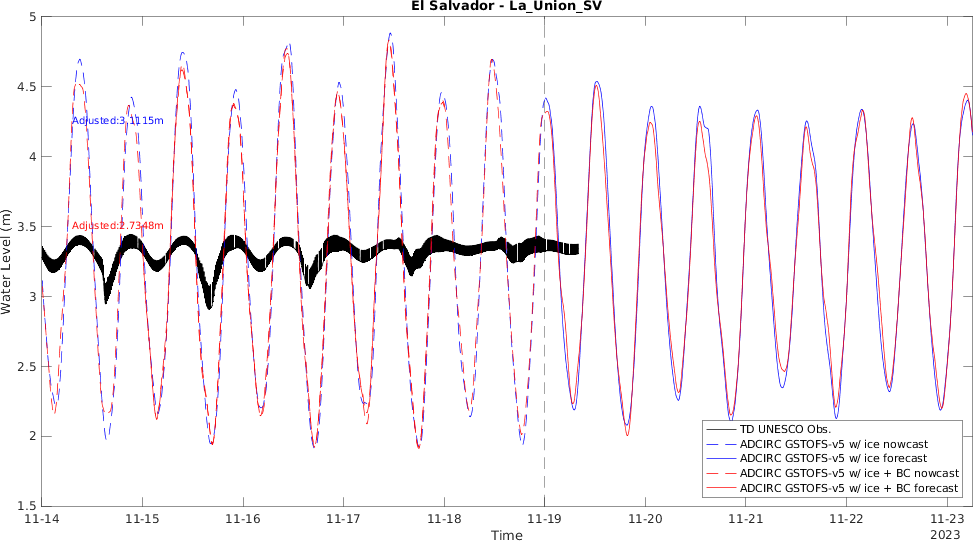 El Salvador - La_Union_SV
5
4.5
Adjusted:3.1115m
4
3.5
Adjusted:2.7348m
Water Level (m)
3
2.5
2
1.5
TD UNESCO Obs.
ADCIRC GSTOFS-v5 w/ ice nowcast
ADCIRC GSTOFS-v5 w/ ice forecast
ADCIRC GSTOFS-v5 w/ ice + BC nowcast
ADCIRC GSTOFS-v5 w/ ice + BC forecast
11-14 11-15 11-16 11-17 11-18 11-19 11-20 11-21 11-22 11-23
Time
2023